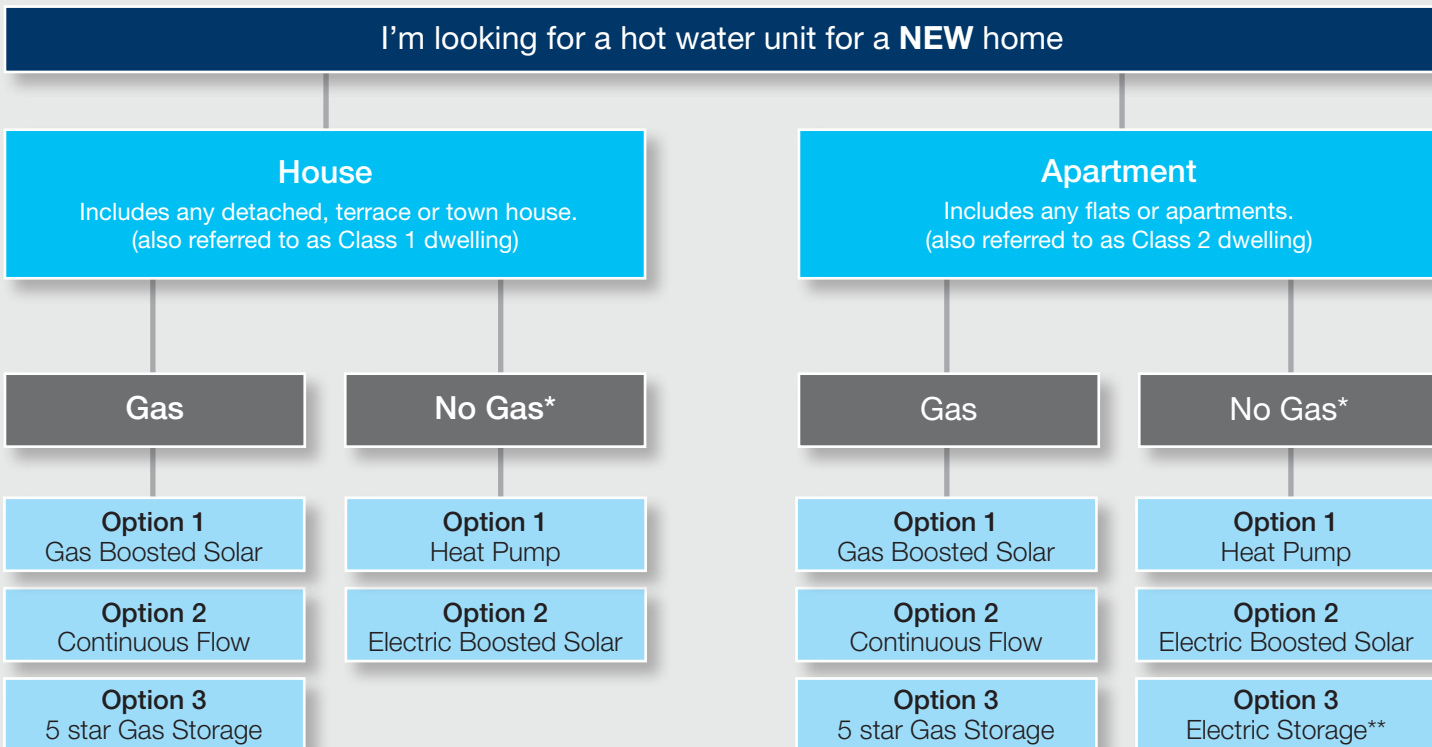 I’m looking for a hot water unit for a NEW home
House
Includes any detached, terrace or town house.
(also referred to as Class 1 dwelling)
Apartment
Includes any flats or apartments.
(also referred to as Class 2 dwelling)
Gas
No Gas*
Gas
No Gas*
Option 1
Gas Boosted Solar
Option 2
Continuous Flow
Option 3
5 star Gas Storage
Option 1
Heat Pump
Option 2
Electric Boosted Solar
Option 1
Gas Boosted Solar
Option 2
Continuous Flow
Option 3
5 star Gas Storage
Option 1
Heat Pump
Option 2
Electric Boosted Solar
Option 3
Electric Storage**